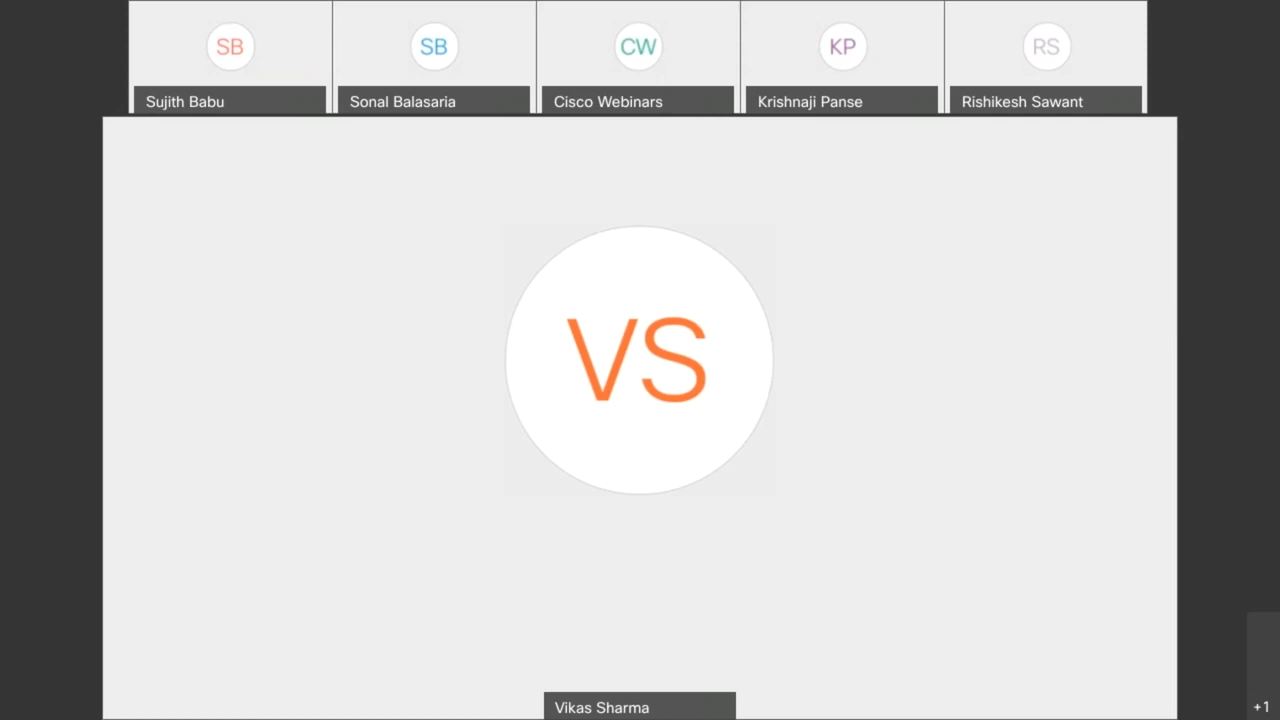 SB
SB
CW
KP
RS
Sujith Babu
Sonal Balasaria
Cisco Webinars
Krishnaji Panse
Rishikesh Sawant
VS
Vikas Sharma
+1